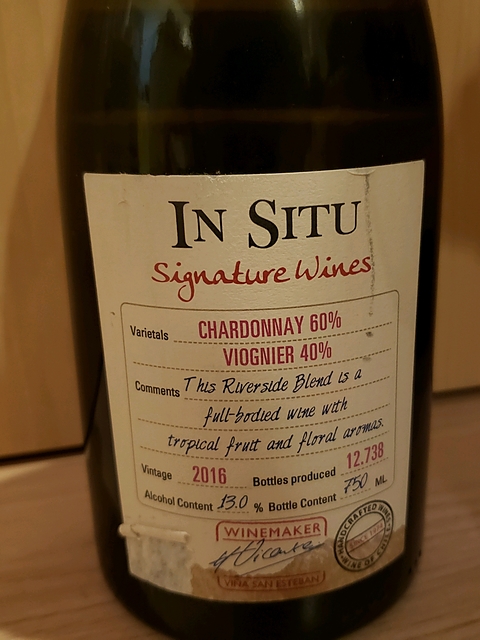 IN SITU
Signature Wines
Varietals CHARDONNAY 60%
VIOGNIER 40%
Comments This Riverside Blend is a
full-bodied wine with
tropical fruit and floral aromas.
Vintage 2016 Bottles produced 12.738
Alcohol Content 13.0 % Bottle Content 750 ML
WINEMAKER
VIÑA SAN ESTEBAN
HANDCRAFTED WINES